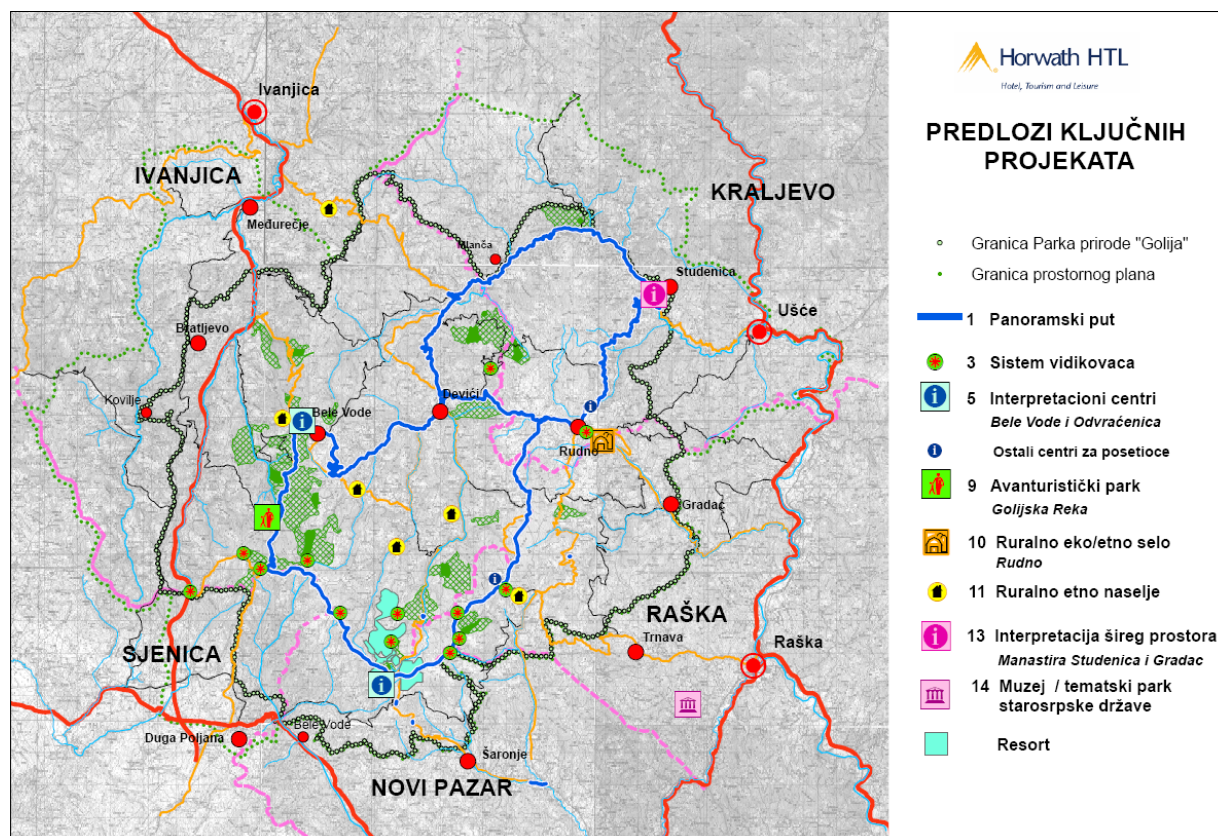 Ivanjica
IVANJICA
Međurečje
KRALJEVO
Mlanča
Studenica
Ušće
Bratljevo
Kovilje
Bele Vode
Devići
Rudno
Gradac
RAŠKA
Trnava
Raška
SJENICA
Duga Poljana
Bele Vode
Šaronje
NOVI PAZAR
Horwath HTL
Hotel, Tourism and Leisure
PREDLOZI KLJUČNIH
PROJEKATA
Granica Parka prirode "Golija"
Granica prostornog plana
1 Panoramski put
3 Sistem vidikovaca
5 Interpretacioni centri
Bele Vode i Odvraćenica
Ostali centri za posetioce
9 Avanturistički park
Golijska Reka
10 Ruralno eko/etno selo
Rudno
11 Ruralno etno naselje
13 Interpretacija šireg prostora
Manastira Studenica i Gradac
14 Muzej / tematski park
starosrpske države
Resort